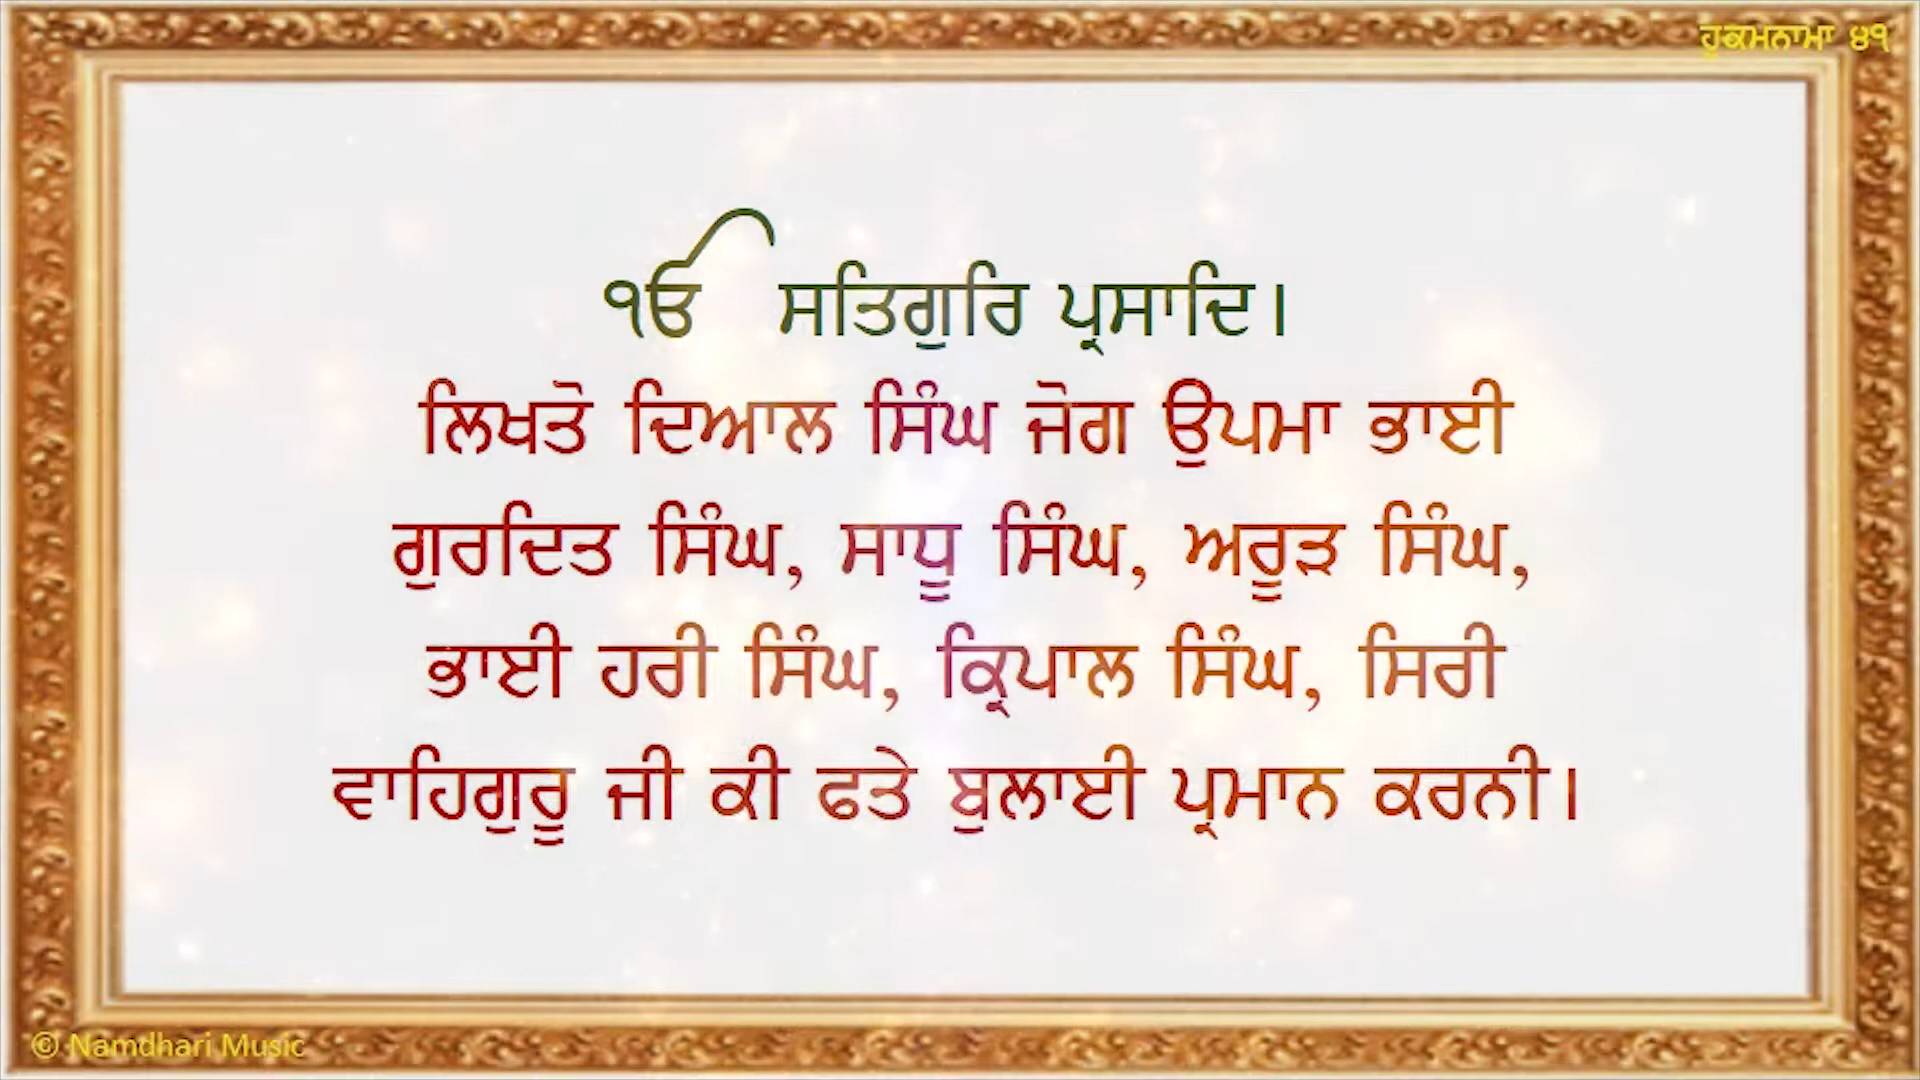 ਹੁਕਮਨਾਮਾ ੪੧
ੴ ਸਤਿਗੁਰਿ ਪ੍ਰਸਾਦਿ।
ਲਿਖਤੋ ਦਿਆਲ ਸਿੰਘ ਜੋਗ ਉਪਮਾ ਭਾਈ
ਗੁਰਦਿਤ ਸਿੰਘ, ਸਾਧੂ ਸਿੰਘ, ਅਰੂੜ ਸਿੰਘ,
ਭਾਈ ਹਰੀ ਸਿੰਘ, ਕ੍ਰਿਪਾਲ ਸਿੰਘ, ਸਿਰੀ
ਵਾਹਿਗੁਰੂ ਜੀ ਕੀ ਫਤੇ ਬੁਲਾਈ ਪ੍ਰਮਾਨ ਕਰਨੀ।
© Namdhari Music